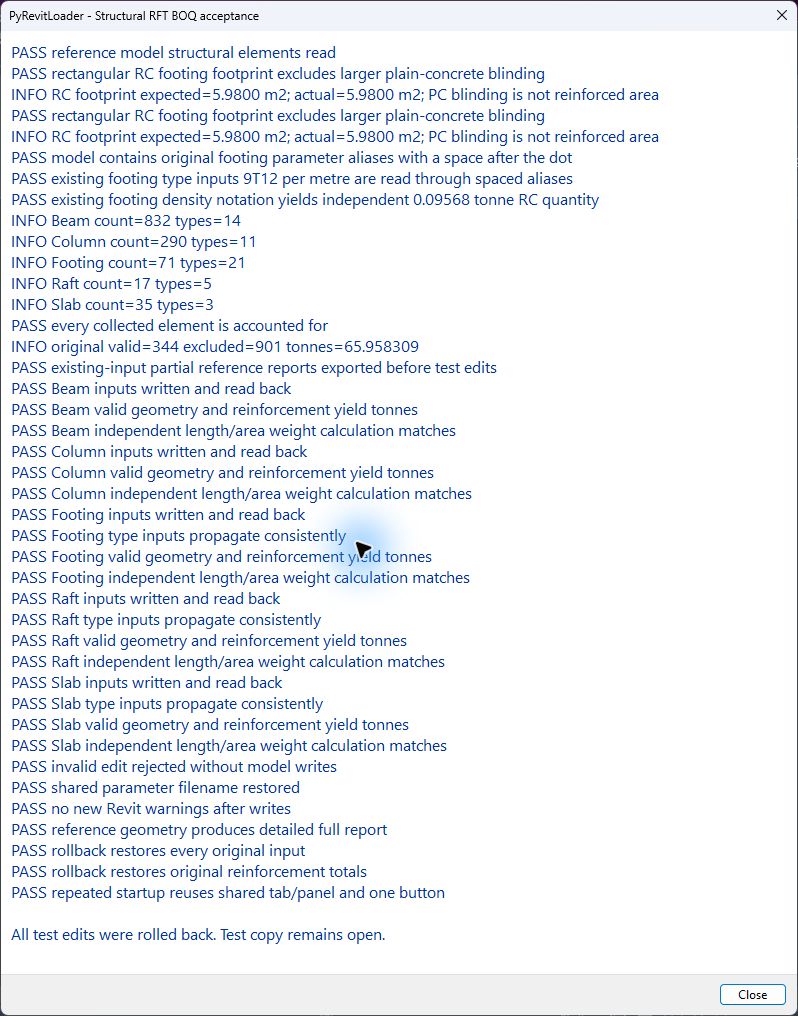 PyRevitLoader - Structural RFT BOQ acceptance
PASS reference model structural elements read
PASS rectangular RC footing footprint excludes larger plain-concrete blinding
INFO RC footprint expected=5.9800 m2; actual=5.9800 m2; PC blinding is not reinforced area
PASS rectangular RC footing footprint excludes larger plain-concrete blinding
INFO RC footprint expected=5.9800 m2; actual=5.9800 m2; PC blinding is not reinforced area
PASS model contains original footing parameter aliases with a space after the dot
PASS existing footing type inputs 9T12 per metre are read through spaced aliases
PASS existing footing density notation yields independent 0.09568 tonne RC quantity
INFO Beam count=832 types=14
INFO Column count=290 types=11
INFO Footing count=71 types=21
INFO Raft count=17 types=5
INFO Slab count=35 types=3
PASS every collected element is accounted for
INFO original valid=344 excluded=901 tonnes=65.958309
PASS existing-input partial reference reports exported before test edits
PASS Beam inputs written and read back
PASS Beam valid geometry and reinforcement yield tonnes
PASS Beam independent length/area weight calculation matches
PASS Column inputs written and read back
PASS Column valid geometry and reinforcement yield tonnes
PASS Column independent length/area weight calculation matches
PASS Footing inputs written and read back
PASS Footing type inputs propagate consistently
PASS Footing valid geometry and reinforcement yield tonnes
PASS Footing independent length/area weight calculation matches
PASS Raft inputs written and read back
PASS Raft type inputs propagate consistently
PASS Raft valid geometry and reinforcement yield tonnes
PASS Raft independent length/area weight calculation matches
PASS Slab inputs written and read back
PASS Slab type inputs propagate consistently
PASS Slab valid geometry and reinforcement yield tonnes
PASS Slab independent length/area weight calculation matches
PASS invalid edit rejected without model writes
PASS shared parameter filename restored
PASS no new Revit warnings after writes
PASS reference geometry produces detailed full report
PASS rollback restores every original input
PASS rollback restores original reinforcement totals
PASS repeated startup reuses shared tab/panel and one button
All test edits were rolled back. Test copy remains open.
Close